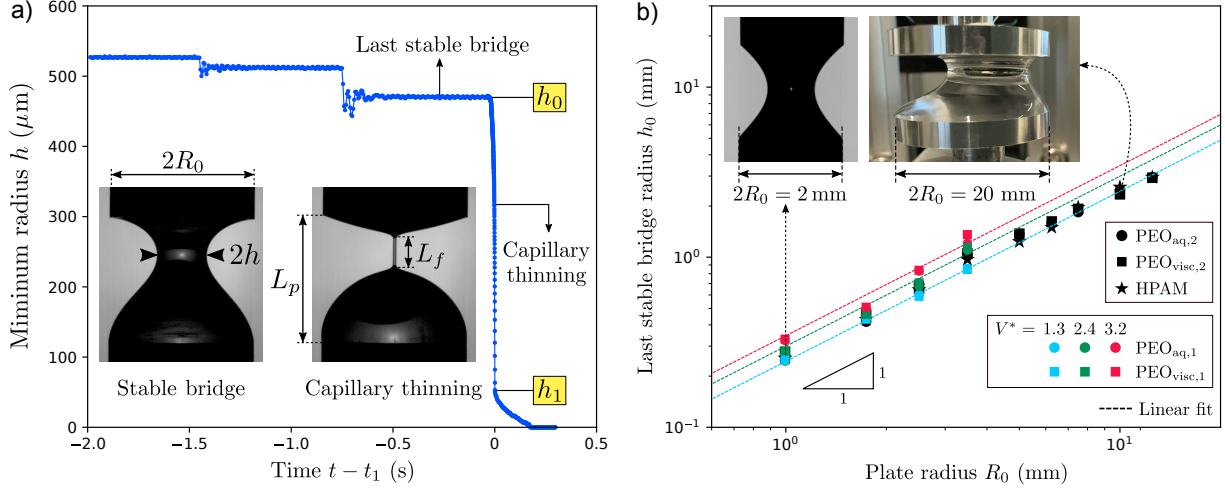 a)
Mimimum radius h (μm)
600
500
400
300
200
100
0
−2.0
−1.5
−1.0
−0.5
0
0.5
Time t − t₁ (s)
Last stable bridge
h₀
2R₀
2h
L_p
L_f
Capillary
thinning
h₁
Stable bridge
Capillary thinning
b)
Last stable bridge radius h₀ (mm)
10¹
10⁰
10⁻¹
10⁰
10¹
Plate radius R₀ (mm)
2R₀ = 2 mm
2R₀ = 20 mm
PEO_aq,2
PEO_visc,2
HPAM
V* = 1.3 2.4 3.2
PEO_aq,1
PEO_visc,1
Linear fit
1
1